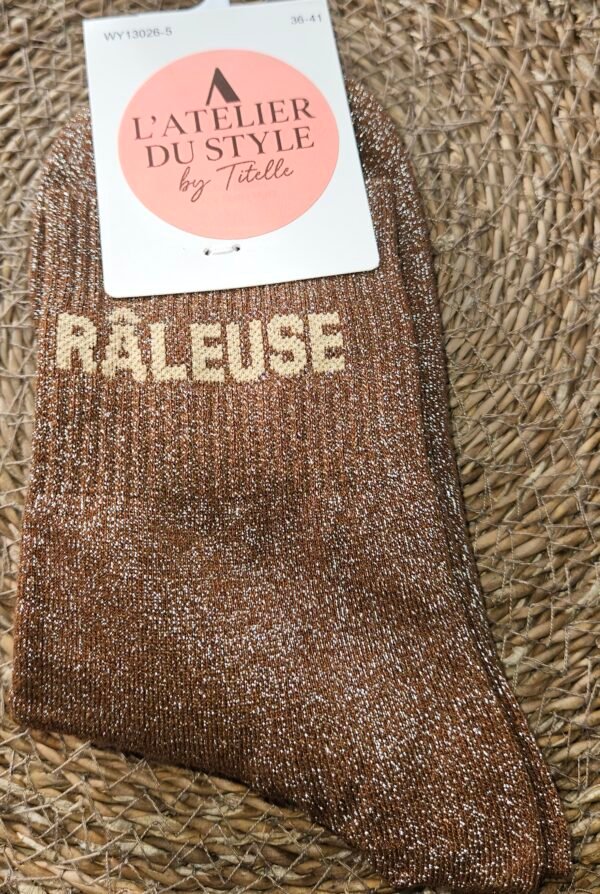 WY13026-5
36-41
L'ATELIER
DU STYLE
by Titelle
RÂLEUSE